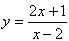 y = (2x+1)/(x−2)